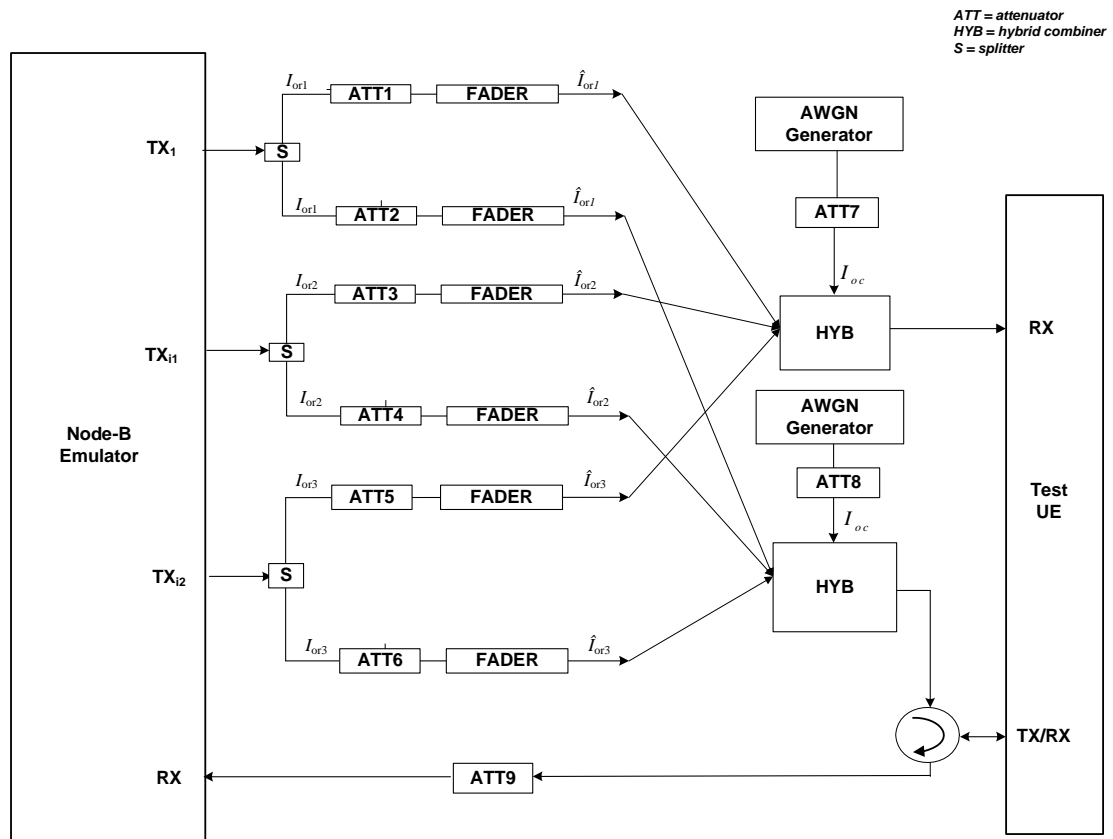 ATT = attenuator
HYB = hybrid combiner
S = splitter
Node-B
Emulator
TX₁
S
I_or1
ATT1
FADER
Î_or1
I_or1
ATT2
FADER
Î_or1
TX_i1
S
I_or2
ATT3
FADER
Î_or2
I_or2
ATT4
FADER
Î_or2
TX_i2
S
I_or3
ATT5
FADER
Î_or3
I_or3
ATT6
FADER
Î_or3
RX
ATT9
AWGN
Generator
ATT7
I_oc
HYB
AWGN
Generator
ATT8
I_oc
HYB
RX
Test
UE
TX/RX